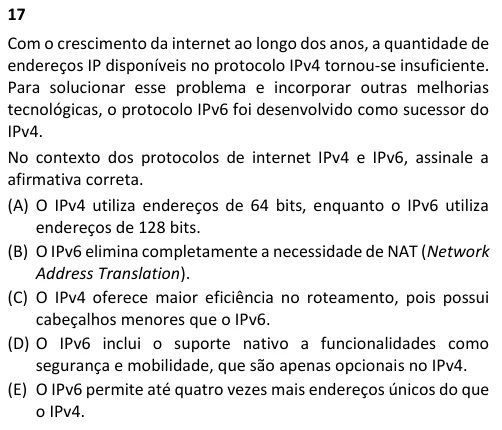 17
Com o crescimento da internet ao longo dos anos, a quantidade de
endereços IP disponíveis no protocolo IPv4 tornou-se insuficiente.
Para solucionar esse problema e incorporar outras melhorias
tecnológicas, o protocolo IPv6 foi desenvolvido como sucessor do
IPv4.
No contexto dos protocolos de internet IPv4 e IPv6, assinale a
afirmativa correta.
(A) O IPv4 utiliza endereços de 64 bits, enquanto o IPv6 utiliza
endereços de 128 bits.
(B) O IPv6 elimina completamente a necessidade de NAT (Network
Address Translation).
(C) O IPv4 oferece maior eficiência no roteamento, pois possui
cabeçalhos menores que o IPv6.
(D) O IPv6 inclui o suporte nativo a funcionalidades como
segurança e mobilidade, que são apenas opcionais no IPv4.
(E) O IPv6 permite até quatro vezes mais endereços únicos do que
o IPv4.